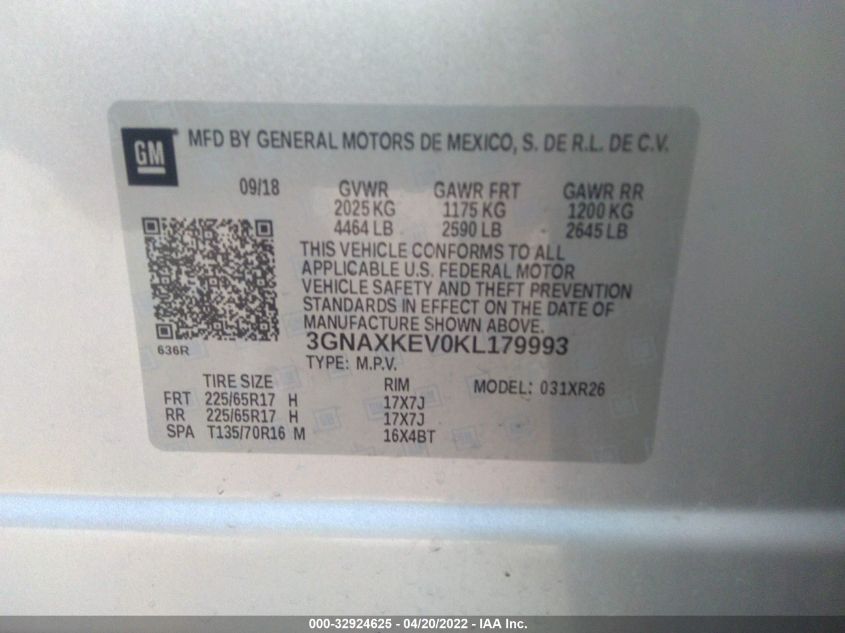 GM
MFD BY GENERAL MOTORS DE MEXICO, S. DE R.L. DE C.V.
09/18 GVWR GAWR FRT GAWR RR
2025 KG 1175 KG 1200 KG
4464 LB 2590 LB 2645 LB
THIS VEHICLE CONFORMS TO ALL
APPLICABLE U.S. FEDERAL MOTOR
VEHICLE SAFETY AND THEFT PREVENTION
STANDARDS IN EFFECT ON THE DATE OF
MANUFACTURE SHOWN ABOVE.
636R
3GNAXKEV0KL179993
TYPE: M.P.V.
TIRE SIZE RIM MODEL: 031XR26
FRT 225/65R17 H 17X7J
RR 225/65R17 H 17X7J
SPA T135/70R16 M 16X4BT
000-32924625 - 04/20/2022 - IAA Inc.